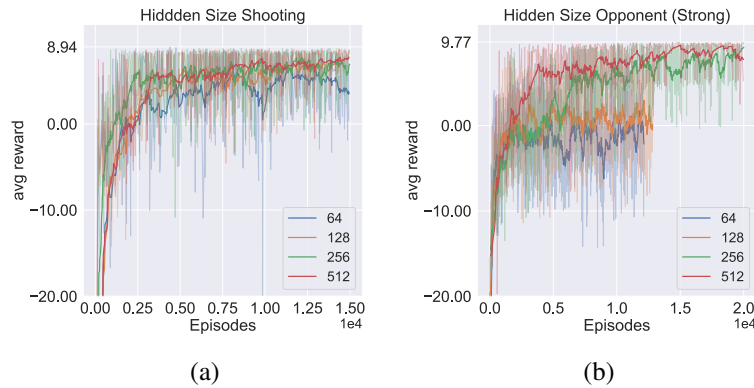 Hiddden Size Shooting
8.94
0.00
−10.00
−20.00
avg reward
64
128
256
512
0.00 0.25 0.50 0.75 1.00 1.25 1.50
Episodes
1e4
(a)
Hidden Size Opponent (Strong)
9.77
0.00
−10.00
−20.00
avg reward
64
128
256
512
0.0 0.5 1.0 1.5 2.0
Episodes
1e4
(b)